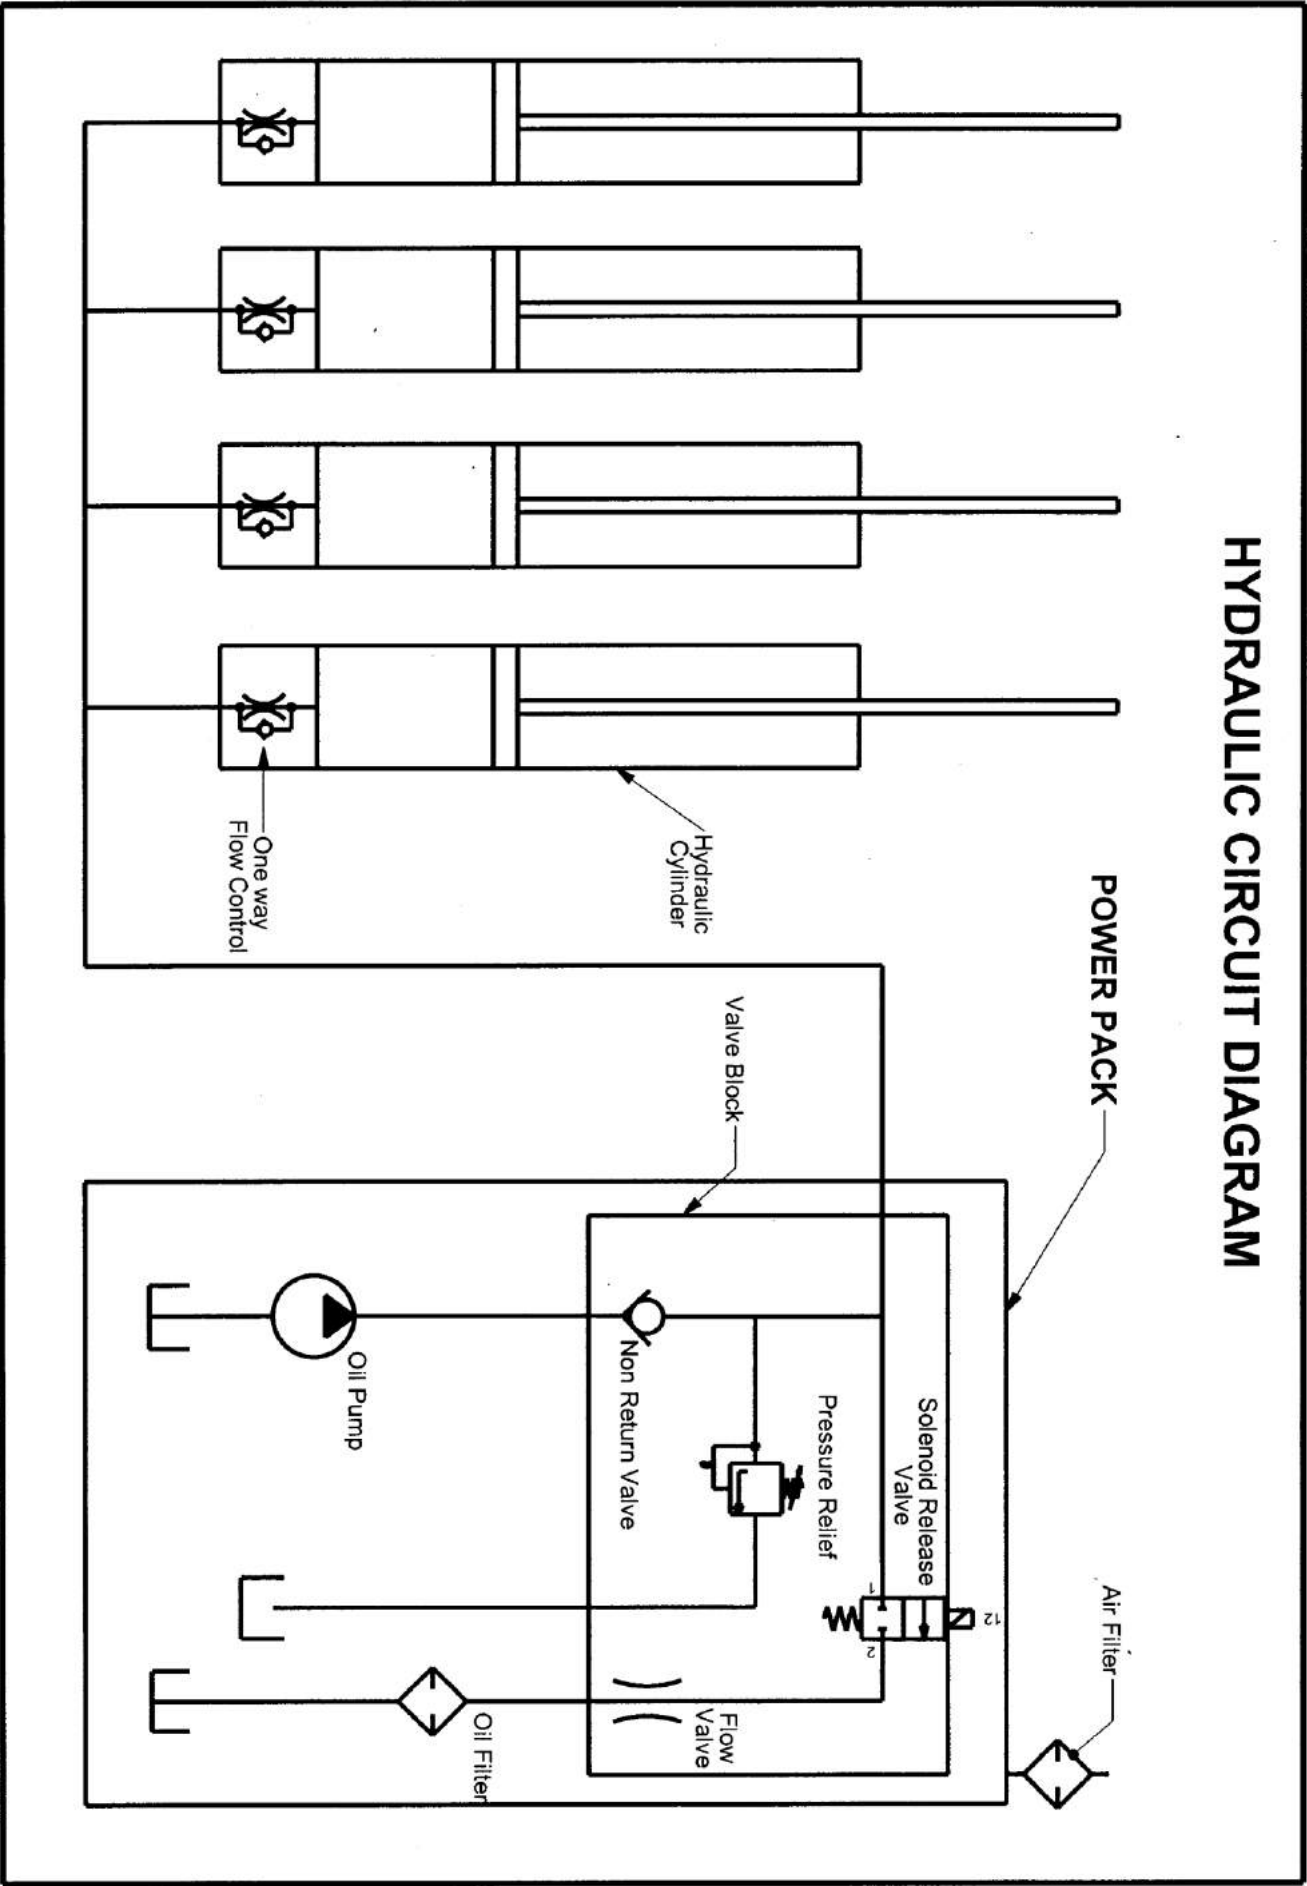 HYDRAULIC CIRCUIT DIAGRAM
POWER PACK
Air Filter
Hydraulic
Cylinder
One way
Flow Control
Valve Block
Solenoid Release
Valve
12
1
2
Pressure Relief
Non Return Valve
Flow
Valve
Oil Pump
Oil Filter